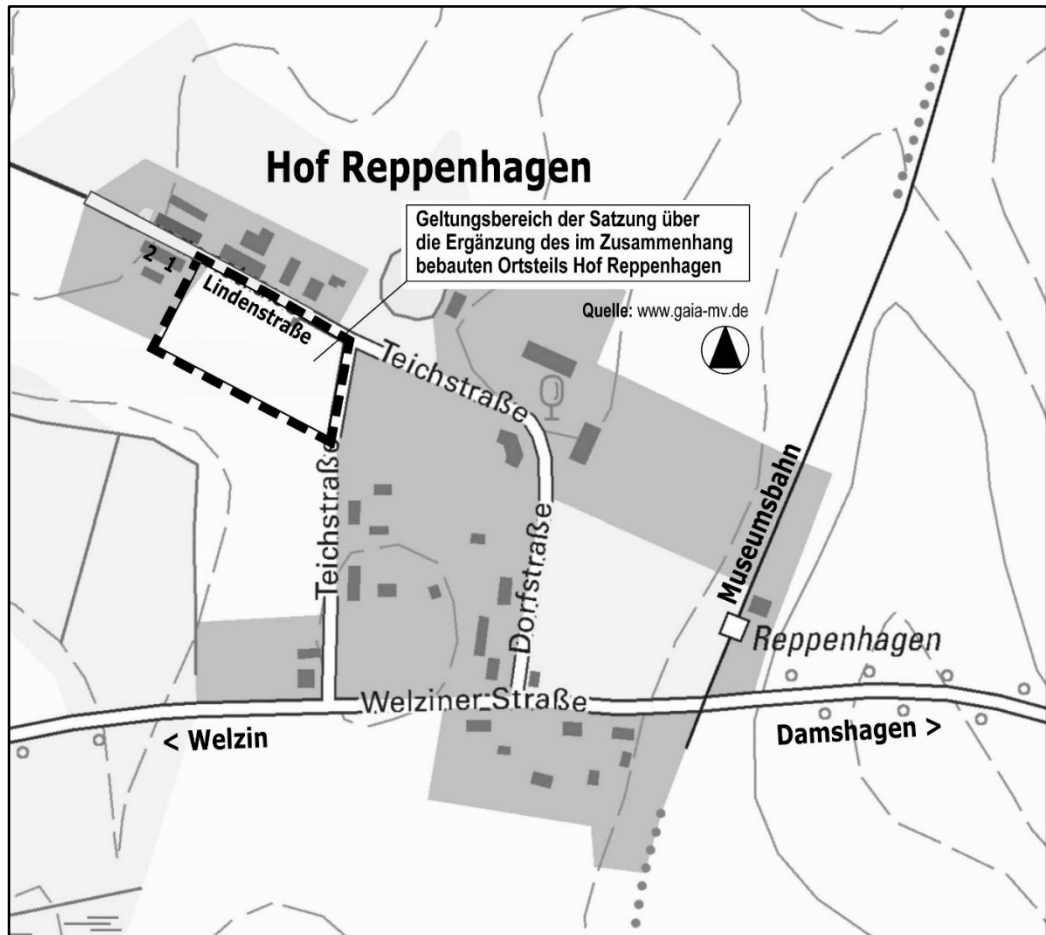 Hof Reppenhagen
Geltungsbereich der Satzung über
die Ergänzung des im Zusammenhang
bebauten Ortsteils Hof Reppenhagen
Quelle: www.gaia-mv.de
2 1
Lindenstraße
Teichstraße
Teichstraße
Dorfstraße
Museumsbahn
Reppenhagen
Welziner Straße
< Welzin
Damshagen >